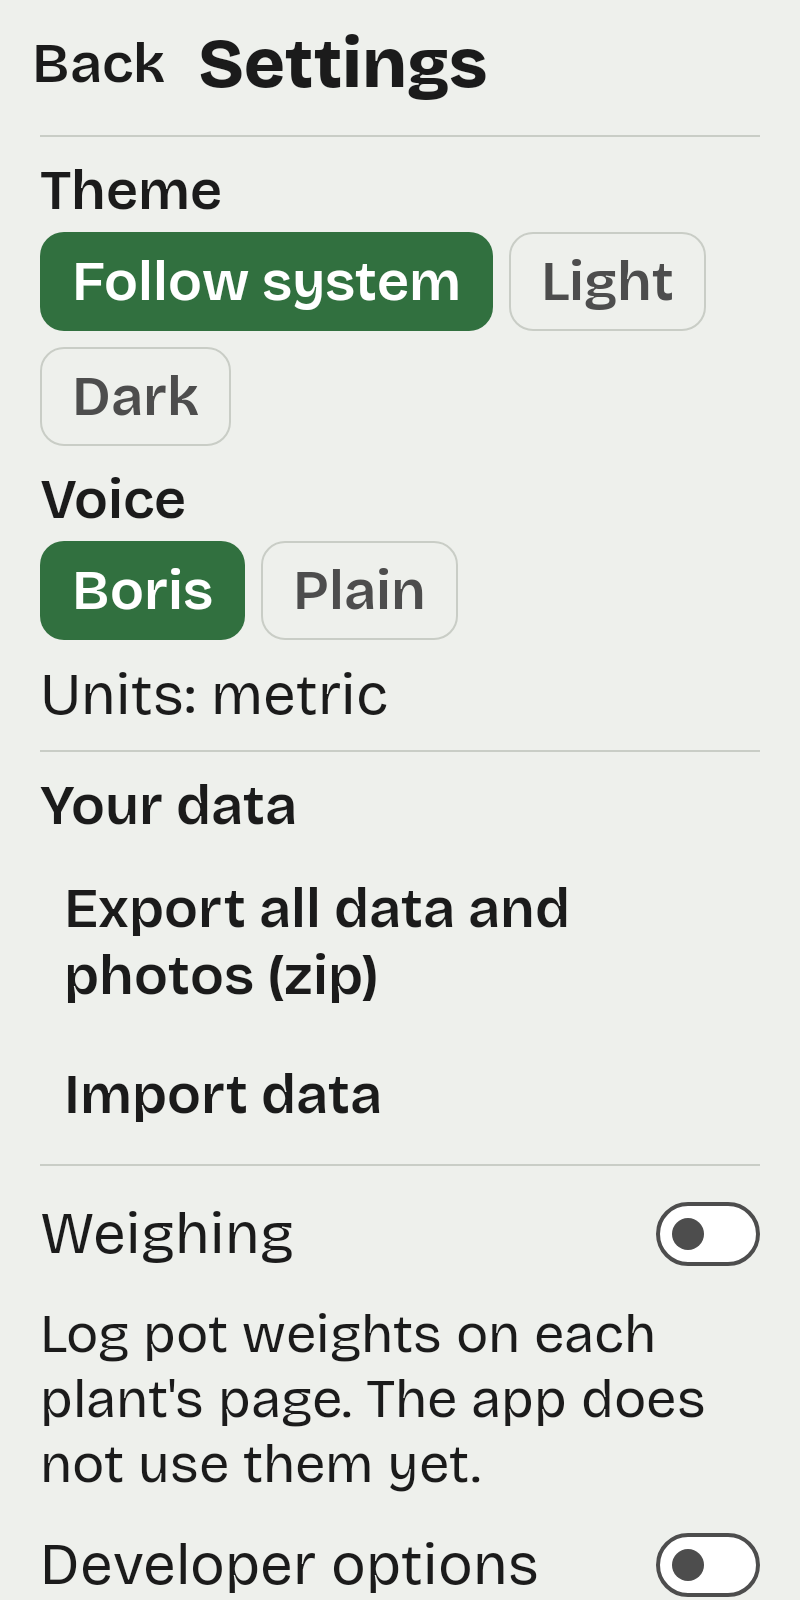 Back Settings
Theme
Follow system Light
Dark
Voice
Boris Plain
Units: metric
Your data
Export all data and
photos (zip)
Import data
Weighing
Log pot weights on each
plant's page. The app does
not use them yet.
Developer options